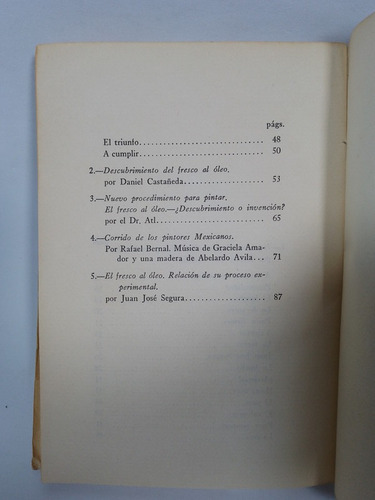 págs.
El triunfo........................ 48
A cumplir........................ 50
2.—Descubrimiento del fresco al óleo.
por Daniel Castañeda............. 53
3.—Nuevo procedimiento para pintar.
El fresco al óleo.—¿Descubrimiento o invención?
por el Dr. Atl.................... 65
4.—Corrido de los pintores Mexicanos.
Por Rafael Bernal. Música de Graciela Ama-
dor y una madera de Abelardo Avila... 71
5.—El fresco al óleo. Relación de su proceso ex-
perimental.
por Juan José Segura.............. 87